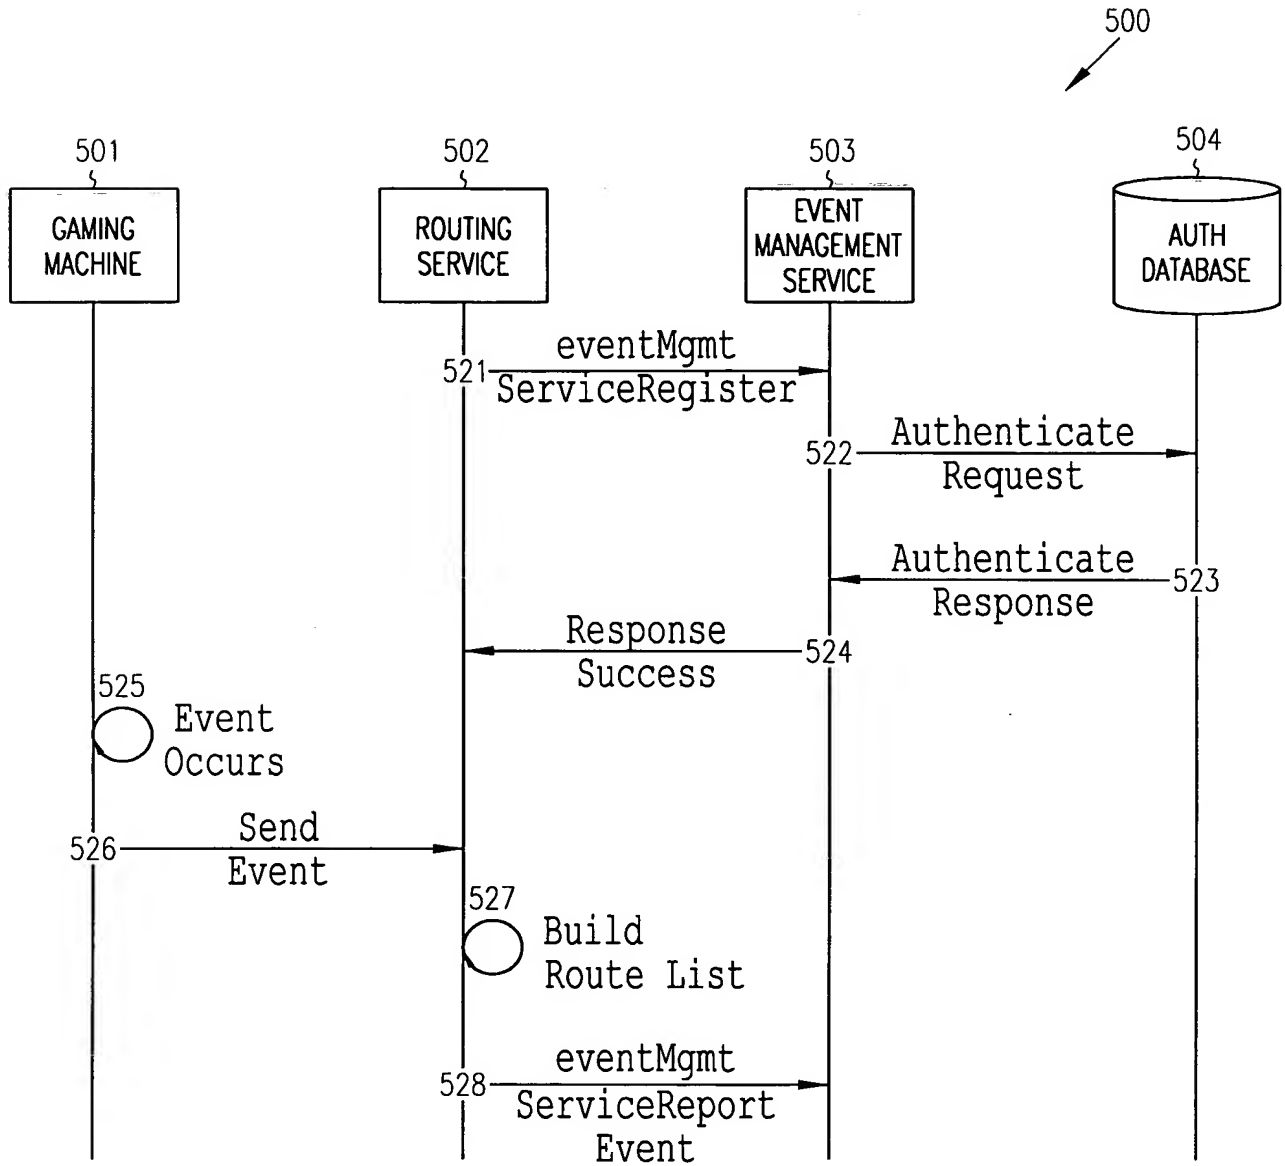 500
501
502
503
504
GAMING
MACHINE
ROUTING
SERVICE
EVENT
MANAGEMENT
SERVICE
AUTH
DATABASE
521
eventMgmt
ServiceRegister
522
Authenticate
Request
Authenticate
Response
523
Response
Success
524
525
Event
Occurs
526
Send
Event
527
Build
Route List
528
eventMgmt
ServiceReport
Event